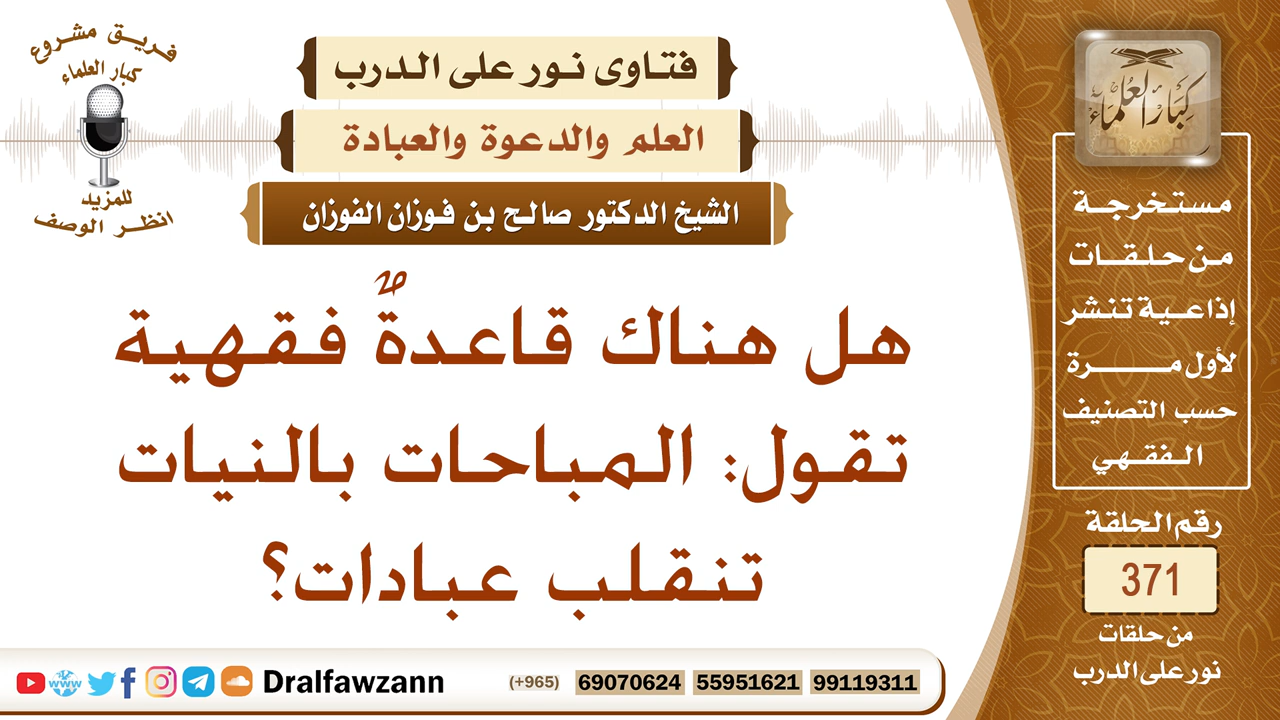 فريق مشروع
كبار العلماء
للمزيد
انظر الوصف
فتاوى نور على الدرب
العلم والدعوة والعبادة
الشيخ الدكتور صالح بن فوزان الفوزان
هل هناك قاعدةٌ فقهية
تقول: المباحات بالنيات
تنقلب عبادات؟
كبار العلماء
مستخرجة
من حلقات
إذاعية تنشر
لأول مرة
حسب التصنيف
الفقهي
رقم الحلقة
371
من حلقات
نور على الدرب
www
Dralfawzann
(+965) 69070624 55951621 99119311